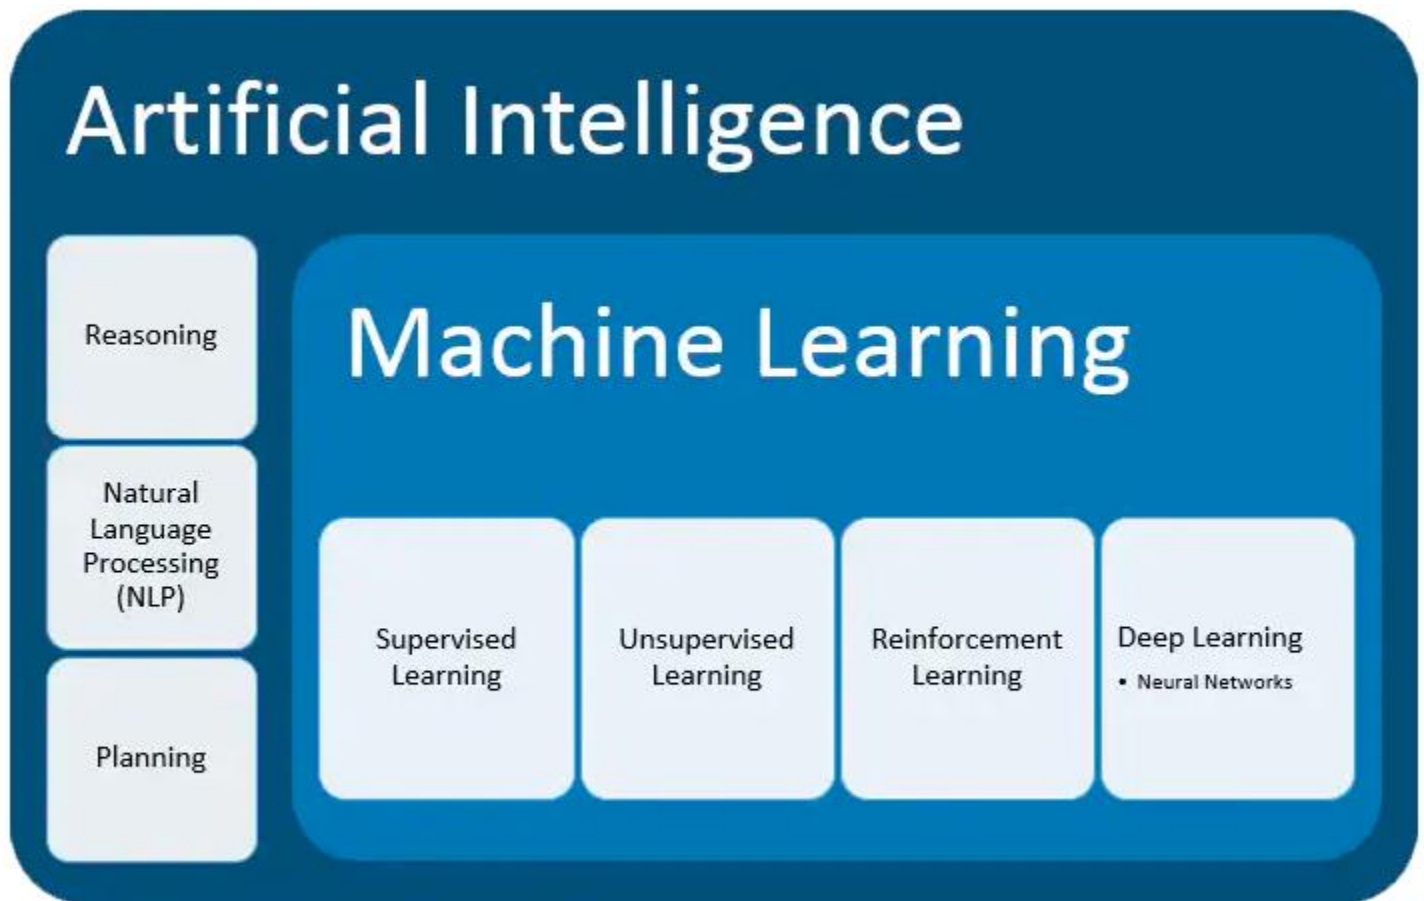 Artificial Intelligence
Reasoning
Natural
Language
Processing
(NLP)
Planning
Machine Learning
Supervised
Learning
Unsupervised
Learning
Reinforcement
Learning
Deep Learning
• Neural Networks